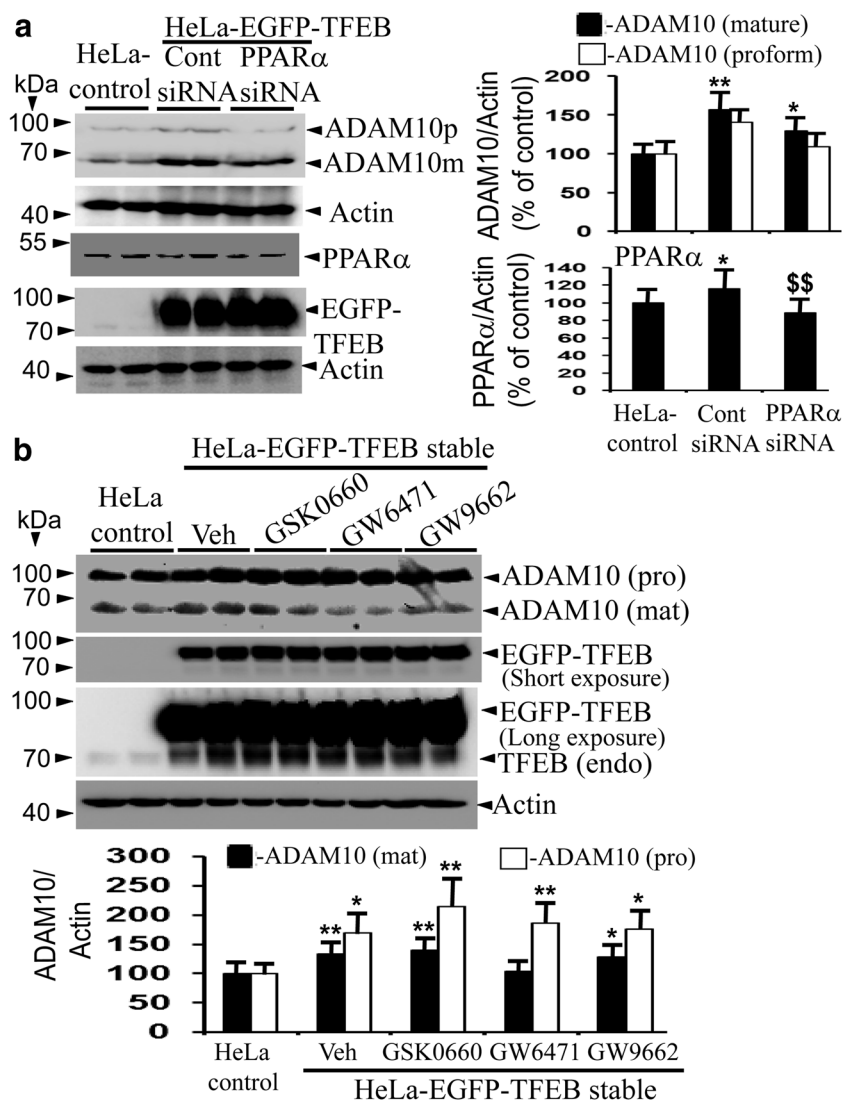 a
HeLa-EGFP-TFEB
HeLa-control
Cont siRNA
PPARα siRNA
kDa
100
70
ADAM10p
ADAM10m
40
Actin
55
PPARα
100
70
EGFP-TFEB
40
Actin
-ADAM10 (mature)
-ADAM10 (proform)
ADAM10/Actin
(% of control)
200
150
100
50
0
**
*
PPARα
PPARα/Actin
(% of control)
140
120
100
80
60
40
20
0
*
$$
HeLa-control
Cont siRNA
PPARα siRNA
b
HeLa-EGFP-TFEB stable
HeLa control
Veh
GSK0660
GW6471
GW9662
kDa
100
70
ADAM10 (pro)
ADAM10 (mat)
100
70
EGFP-TFEB
(Short exposure)
100
EGFP-TFEB
(Long exposure)
70
TFEB (endo)
40
Actin
-ADAM10 (mat)
-ADAM10 (pro)
ADAM10/
Actin
300
250
200
150
100
50
0
**
*
**
**
**
*
*
HeLa control
Veh
GSK0660
GW6471
GW9662
HeLa-EGFP-TFEB stable